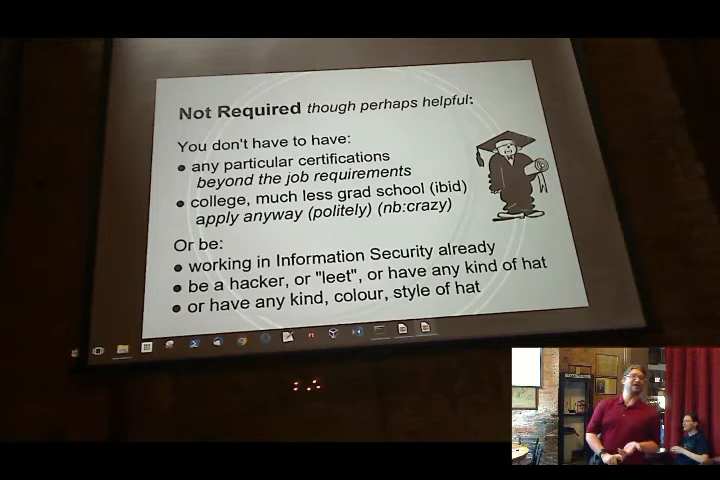 Not Required though perhaps helpful:
You don't have to have:
● any particular certifications
beyond the job requirements
● college, much less grad school (ibid)
apply anyway (politely) (nb:crazy)
Or be:
● working in Information Security already
● be a hacker, or "leet", or have any kind of hat
● or have any kind, colour, style of hat